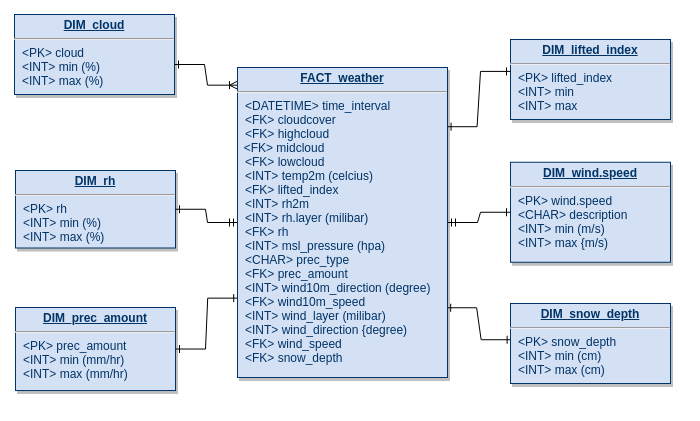 DIM_cloud
<PK> cloud
<INT> min (%)
<INT> max (%)
DIM_rh
<PK> rh
<INT> min (%)
<INT> max (%)
DIM_prec_amount
<PK> prec_amount
<INT> min (mm/hr)
<INT> max (mm/hr)
FACT_weather
<DATETIME> time_interval
<FK> cloudcover
<FK> highcloud
<FK> midcloud
<FK> lowcloud
<INT> temp2m (celcius)
<FK> lifted_index
<INT> rh2m
<INT> rh.layer (milibar)
<FK> rh
<INT> msl_pressure (hpa)
<CHAR> prec_type
<FK> prec_amount
<INT> wind10m_direction (degree)
<FK> wind10m_speed
<INT> wind_layer (milibar)
<INT> wind_direction {degree)
<FK> wind_speed
<FK> snow_depth
DIM_lifted_index
<PK> lifted_index
<INT> min
<INT> max
DIM_wind.speed
<PK> wind.speed
<CHAR> description
<INT> min (m/s)
<INT> max {m/s)
DIM_snow_depth
<PK> snow_depth
<INT> min (cm)
<INT> max (cm)